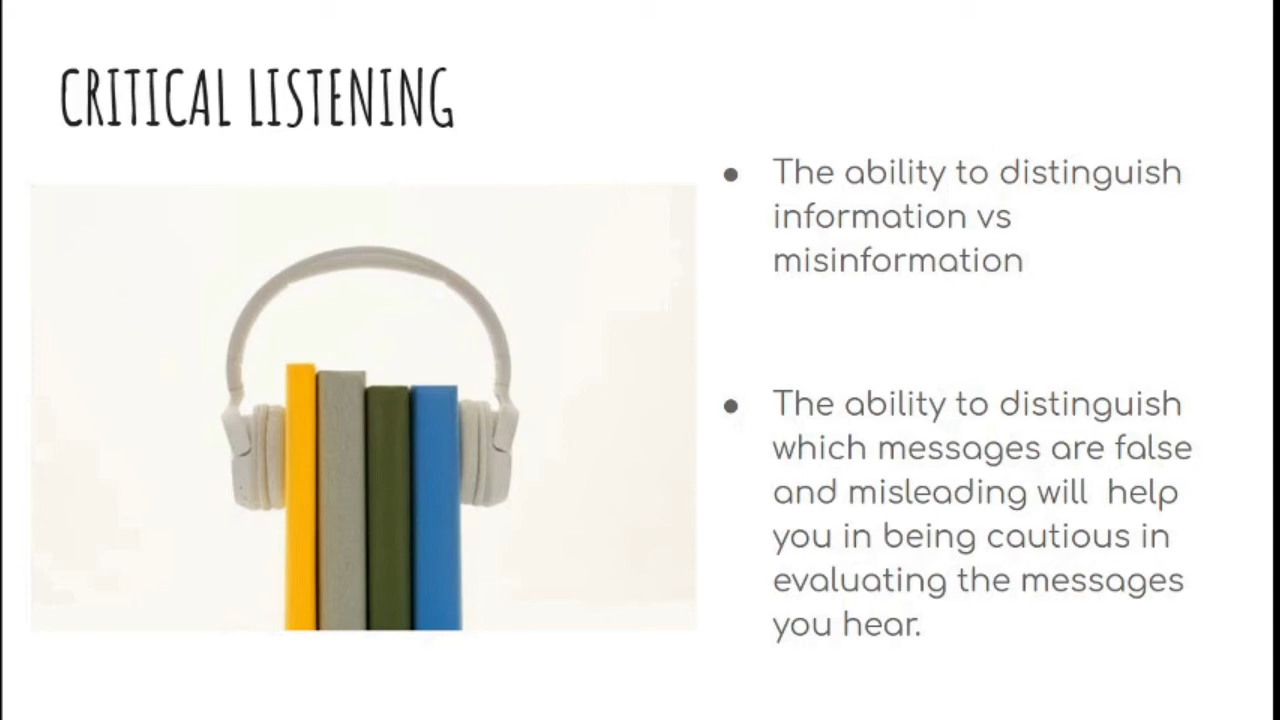 CRITICAL LISTENING
● The ability to distinguish
information vs
misinformation
● The ability to distinguish
which messages are false
and misleading will  help
you in being cautious in
evaluating the messages
you hear.